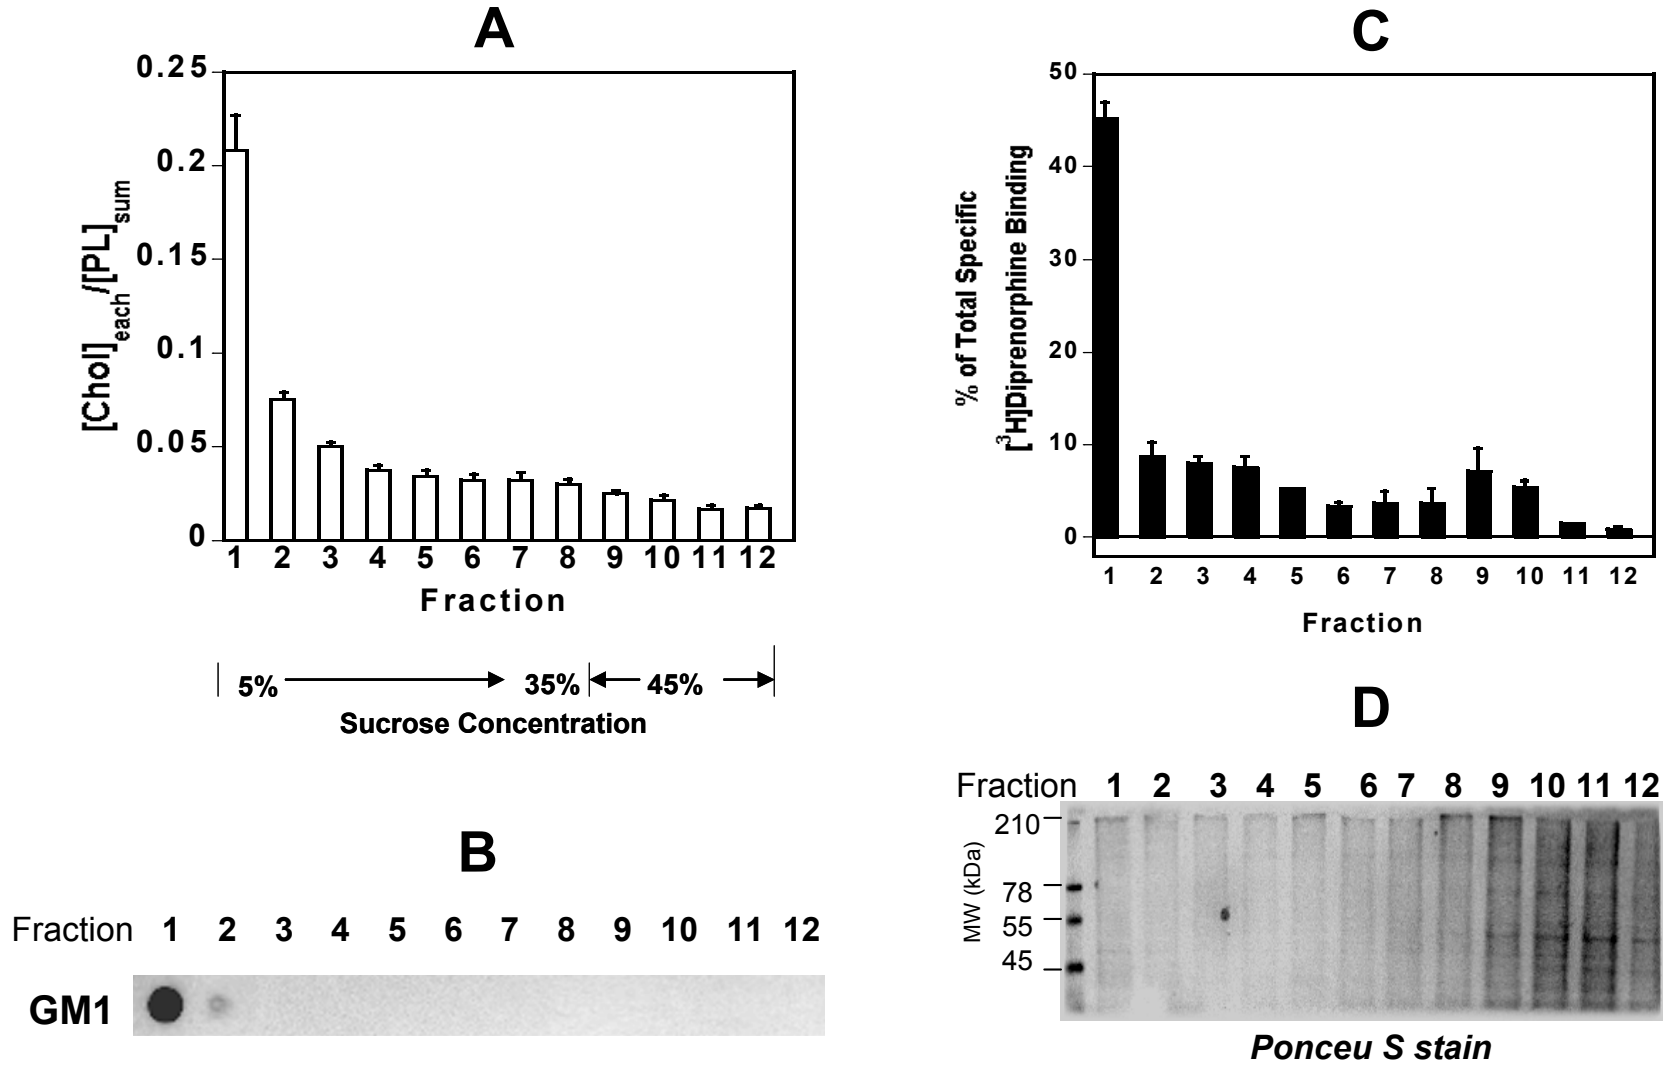 A
0.25
0.2
0.15
0.1
0.05
0
[Chol]each/[PL]sum
1 2 3 4 5 6 7 8 9 10 11 12
Fraction
5% 35% 45%
Sucrose Concentration
B
Fraction 1 2 3 4 5 6 7 8 9 10 11 12
GM1
C
50
40
30
20
10
0
% of Total Specific
[3H]Diprenorphine Binding
1 2 3 4 5 6 7 8 9 10 11 12
Fraction
D
Fraction 1 2 3 4 5 6 7 8 9 10 11 12
MW (kDa)
210
78
55
45
Ponceu S stain